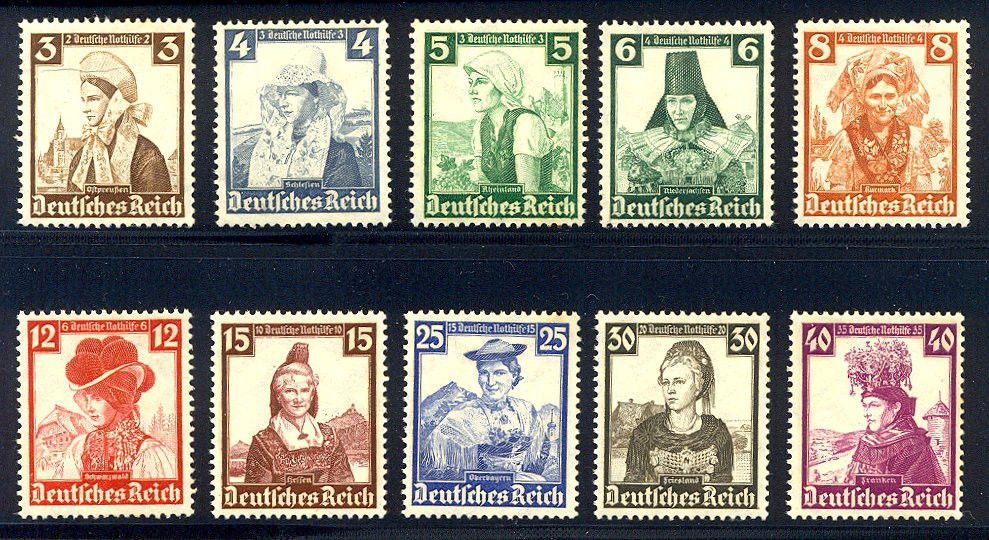 3 2 Deutsche Nothilfe 2 3
Ostpreußen
Deutsches Reich
4 3 Deutsche Nothilfe 3 4
Schlesien
Deutsches Reich
5 3 Deutsche Nothilfe 3 5
Rheinland
Deutsches Reich
6 4 Deutsche Nothilfe 4 6
Niedersachsen
Deutsches Reich
8 4 Deutsche Nothilfe 4 8
Kurmark
Deutsches Reich
12 6 Deutsche Nothilfe 6 12
Schwarzwald
Deutsches Reich
15 10 Deutsche Nothilfe 10 15
Hessen
Deutsches Reich
25 15 Deutsche Nothilfe 15 25
Oberbayern
Deutsches Reich
30 20 Deutsche Nothilfe 20 30
Friesland
Deutsches Reich
40 35 Deutsche Nothilfe 35 40
Franken
Deutsches Reich